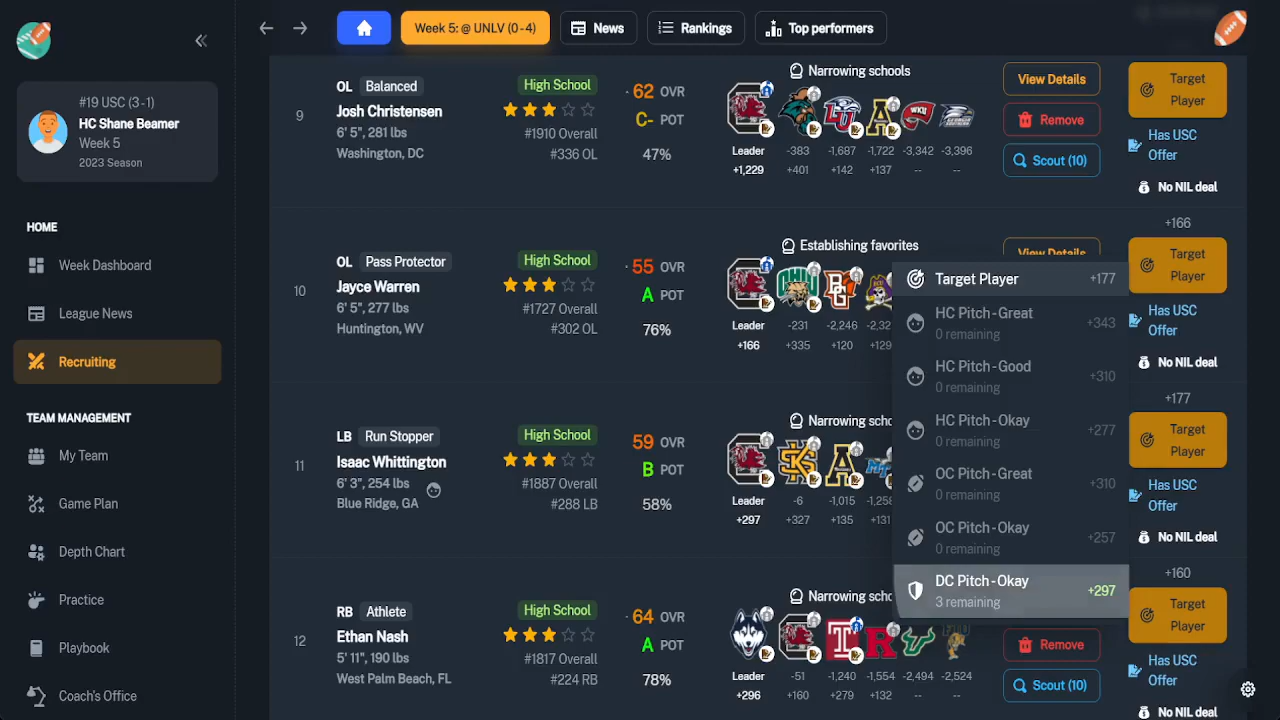 Week 5: @ UNLV (0-4)
News
Rankings
Top performers
#19 USC (3-1)
HC Shane Beamer
Week 5
2023 Season
HOME
Week Dashboard
League News
Recruiting
TEAM MANAGEMENT
My Team
Game Plan
Depth Chart
Practice
Playbook
Coach's Office
9
OL Balanced
Josh Christensen
6' 5", 281 lbs
Washington, DC
High School
#1910 Overall
#336 OL
· 62 OVR
C- POT
47%
Narrowing schools
Leader -383 -1,687 -1,722 -3,342 -3,396
+1,229 +401 +142 +137 -- --
View Details
Remove
Scout (10)
Target Player
Has USC Offer
No NIL deal
10
OL Pass Protector
Jayce Warren
6' 5", 277 lbs
Huntington, WV
High School
#1727 Overall
#302 OL
· 55 OVR
A POT
76%
Establishing favorites
Leader -231 -2,246 -2,32
+166 +335 +120 +129
View Details
+166
Target Player
Has USC Offer
No NIL deal
Target Player +177
HC Pitch - Great +343
0 remaining
HC Pitch - Good +310
0 remaining
HC Pitch - Okay +277
0 remaining
OC Pitch - Great +310
0 remaining
OC Pitch - Okay +257
0 remaining
DC Pitch - Okay +297
3 remaining
11
LB Run Stopper
Isaac Whittington
6' 3", 254 lbs
Blue Ridge, GA
High School
#1887 Overall
#288 LB
59 OVR
B POT
58%
Narrowing scho
Leader -6 -1,015 -1,258
+297 +327 +135 +131
+177
Target Player
Has USC Offer
No NIL deal
12
RB Athlete
Ethan Nash
5' 11", 190 lbs
West Palm Beach, FL
High School
#1817 Overall
#224 RB
· 64 OVR
A POT
78%
Narrowing scho
Leader -51 -1,240 -1,554 -2,494 -2,524
+296 +160 +279 +132 -- --
Remove
Scout (10)
+160
Target Player
Has USC Offer
No NIL deal